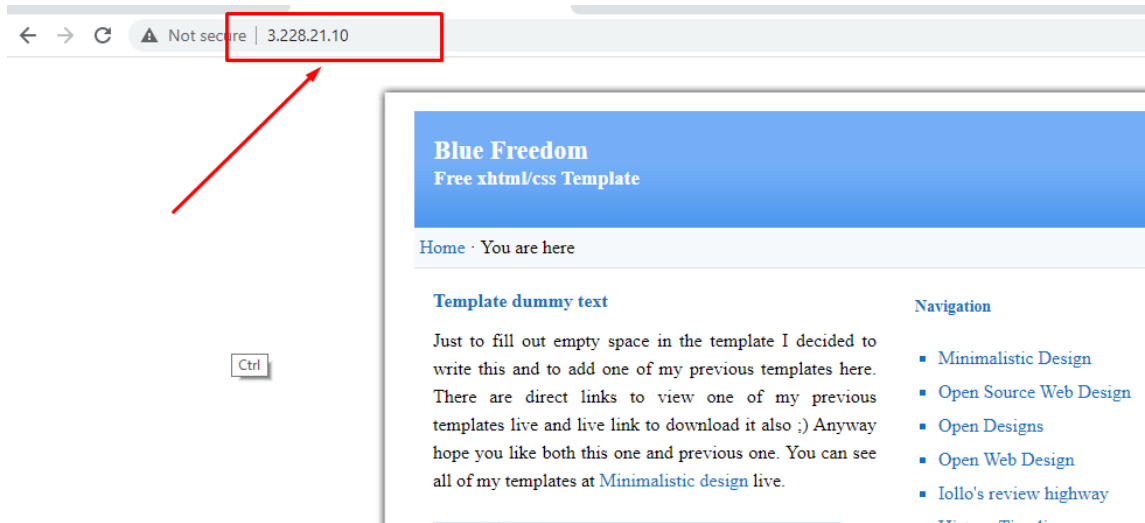 Not secure | 3.228.21.10
Blue Freedom
Free xhtml/css Template
Home · You are here
Template dummy text
Just to fill out empty space in the template I decided to
write this and to add one of my previous templates here.
There are direct links to view one of my previous
templates live and live link to download it also ;) Anyway
hope you like both this one and previous one. You can see
all of my templates at Minimalistic design live.
Navigation
Minimalistic Design
Open Source Web Design
Open Designs
Open Web Design
Iollo's review highway
Ctrl